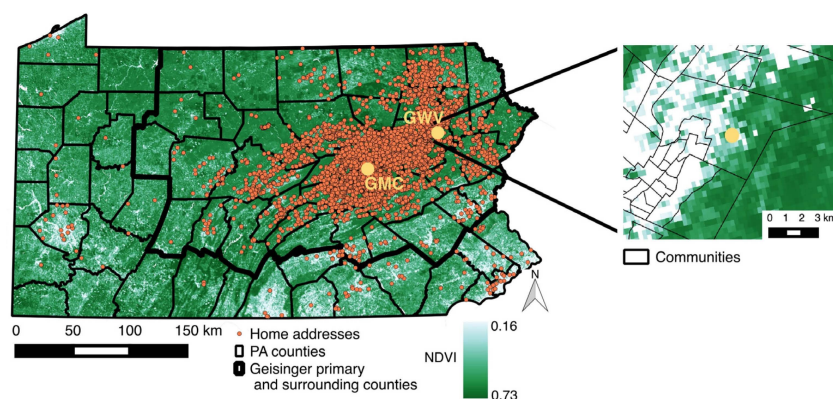 GWV
GMC
0 1 2 3 km
Communities
N
0 50 100 150 km
Home addresses
PA counties
Geisinger primary
and surrounding counties
NDVI
0.16
0.73